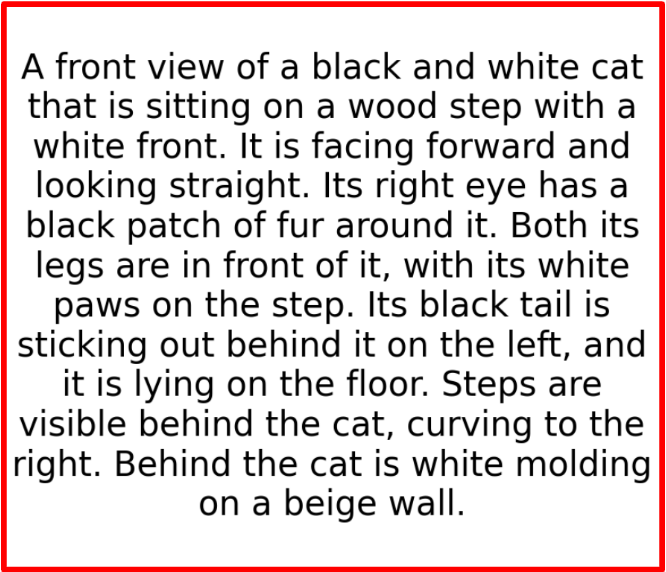 A front view of a black and white cat
that is sitting on a wood step with a
white front. It is facing forward and
looking straight. Its right eye has a
black patch of fur around it. Both its
legs are in front of it, with its white
paws on the step. Its black tail is
sticking out behind it on the left, and
it is lying on the floor. Steps are
visible behind the cat, curving to the
right. Behind the cat is white molding
on a beige wall.